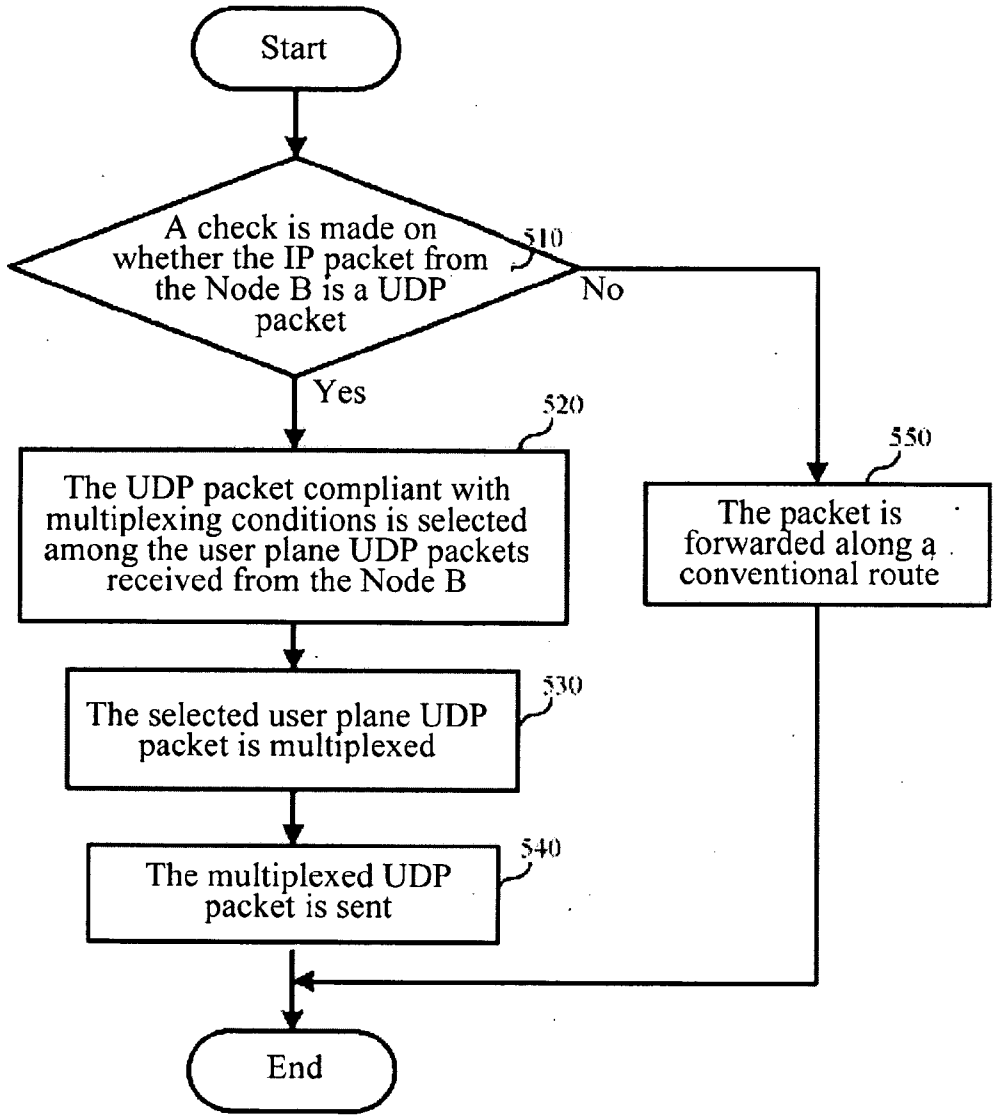 Start
A check is made on
whether the IP packet from
the Node B is a UDP
packet
510
No
Yes
520
The UDP packet compliant with
multiplexing conditions is selected
among the user plane UDP packets
received from the Node B
550
The packet is
forwarded along a
conventional route
530
The selected user plane UDP
packet is multiplexed
540
The multiplexed UDP
packet is sent
End